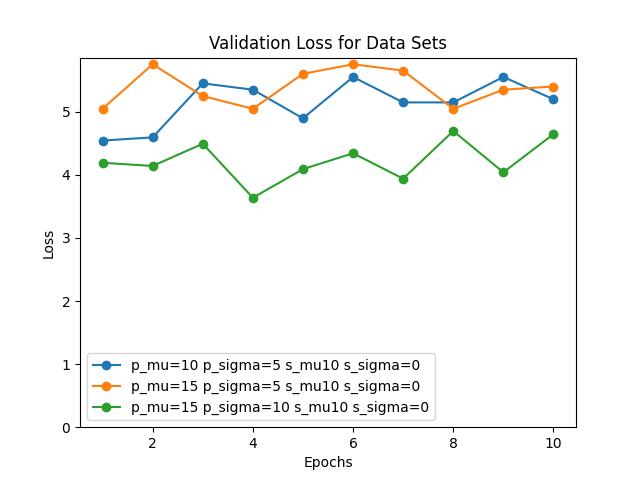 Validation Loss for Data Sets
Loss
5
4
3
2
1
0
p_mu=10 p_sigma=5 s_mu10 s_sigma=0
p_mu=15 p_sigma=5 s_mu10 s_sigma=0
p_mu=15 p_sigma=10 s_mu10 s_sigma=0
2 4 6 8 10
Epochs